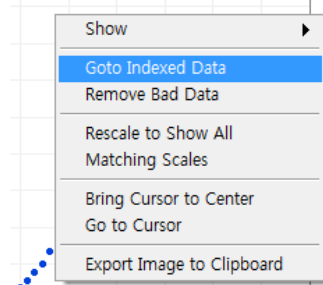 Show
Goto Indexed Data
Remove Bad Data
Rescale to Show All
Matching Scales
Bring Cursor to Center
Go to Cursor
Export Image to Clipboard